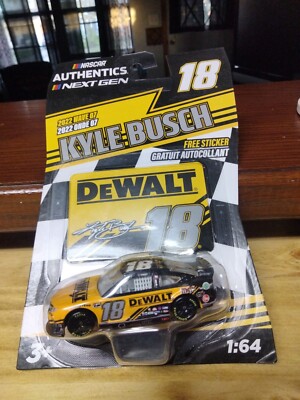 NASCAR
AUTHENTICS
NEXT GEN
18
2022 WAVE 07
2022 ONDE 07
KYLE BUSCH
FREE STICKER
GRATUIT AUTOCOLLANT
DEWALT
18
18
18
DEWALT
3+
1:64